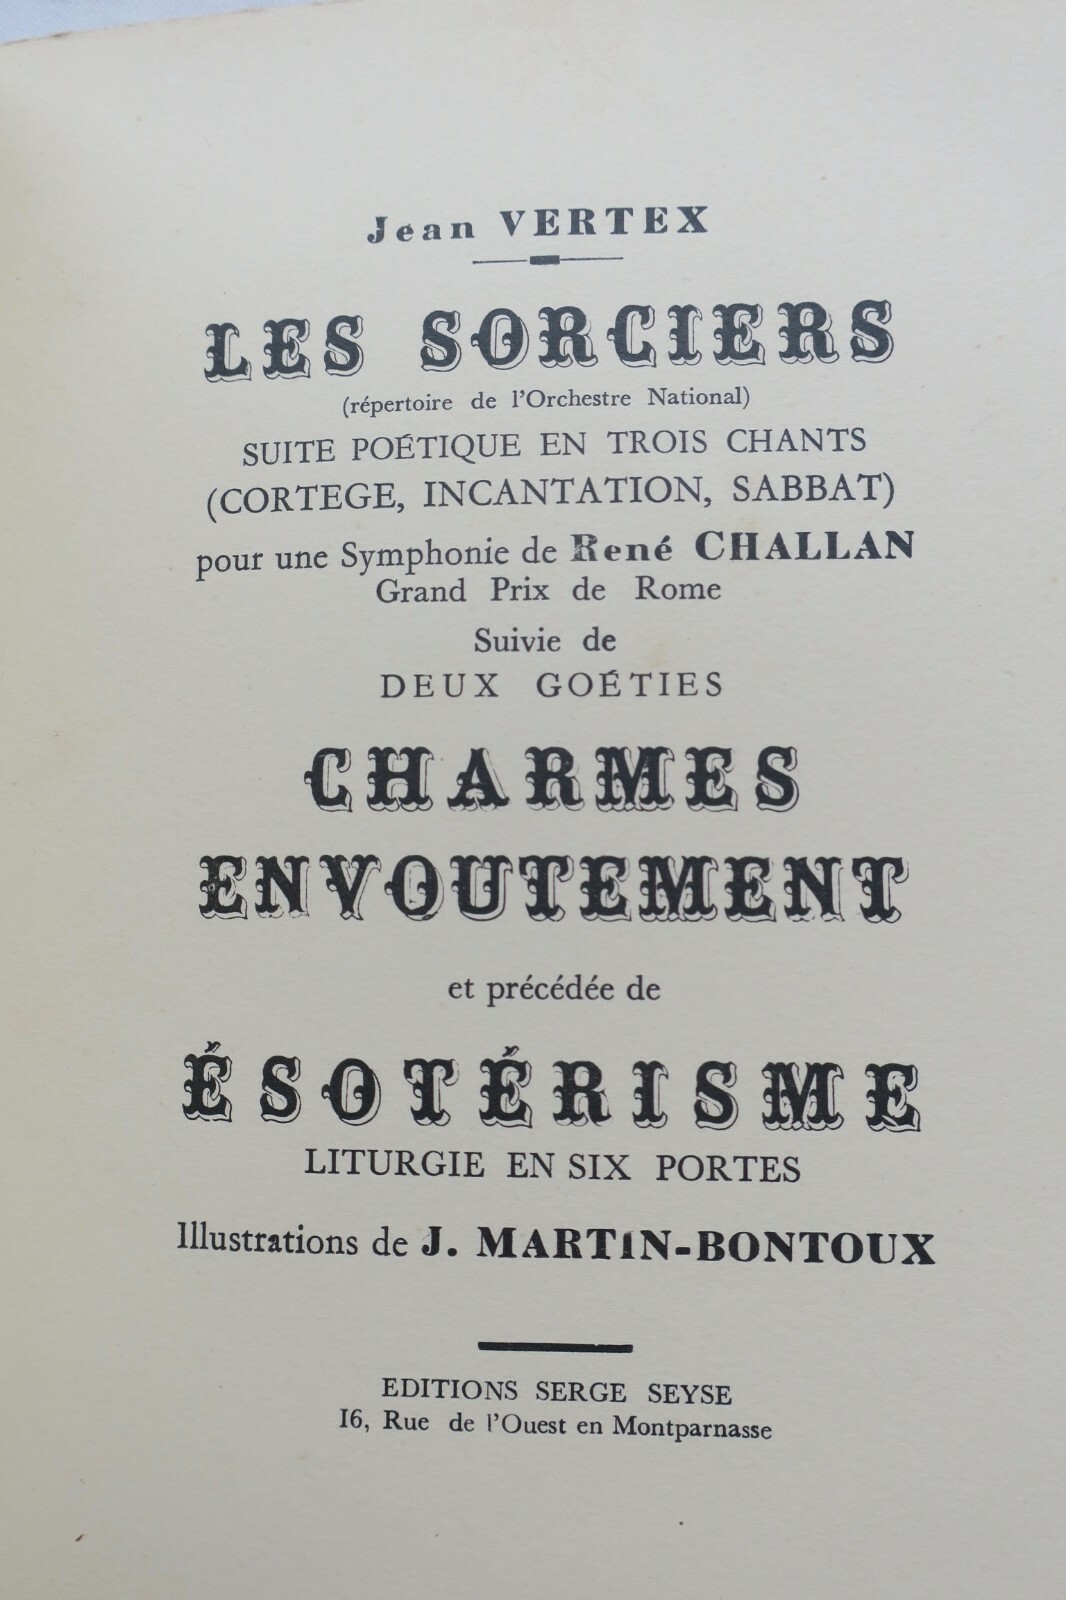 Jean VERTEX
LES SORCIERS
(répertoire de l'Orchestre National)
SUITE POÉTIQUE EN TROIS CHANTS
(CORTEGE, INCANTATION, SABBAT)
pour une Symphonie de René CHALLAN
Grand Prix de Rome
Suivie de
DEUX GOÉTIES
CHARMES
ENVOUTEMENT
et précédée de
ÉSOTÉRISME
LITURGIE EN SIX PORTES
Illustrations de J. MARTIN-BONTOUX
EDITIONS SERGE SEYSE
16, Rue de l'Ouest en Montparnasse